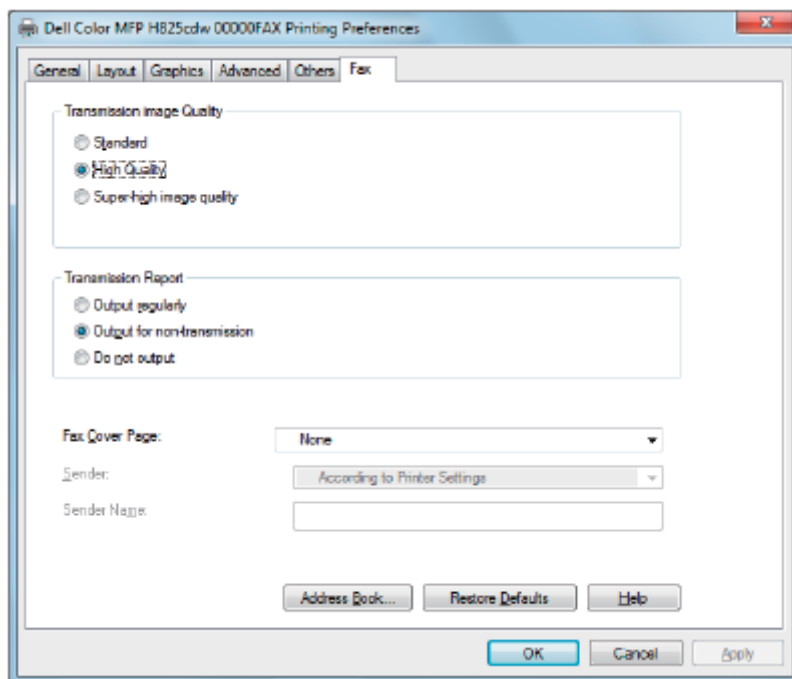 Dell Color MFP H825cdw 00000FAX Printing Preferences
General Layout Graphics Advanced Others Fax
Transmission Image Quality
Standard
High Quality
Super-high image quality
Transmission Report
Output regularly
Output for non-transmission
Do not output
Fax Cover Page: None
Sender: According to Printer Settings
Sender Name:
Address Book... Restore Defaults Help
OK Cancel Apply